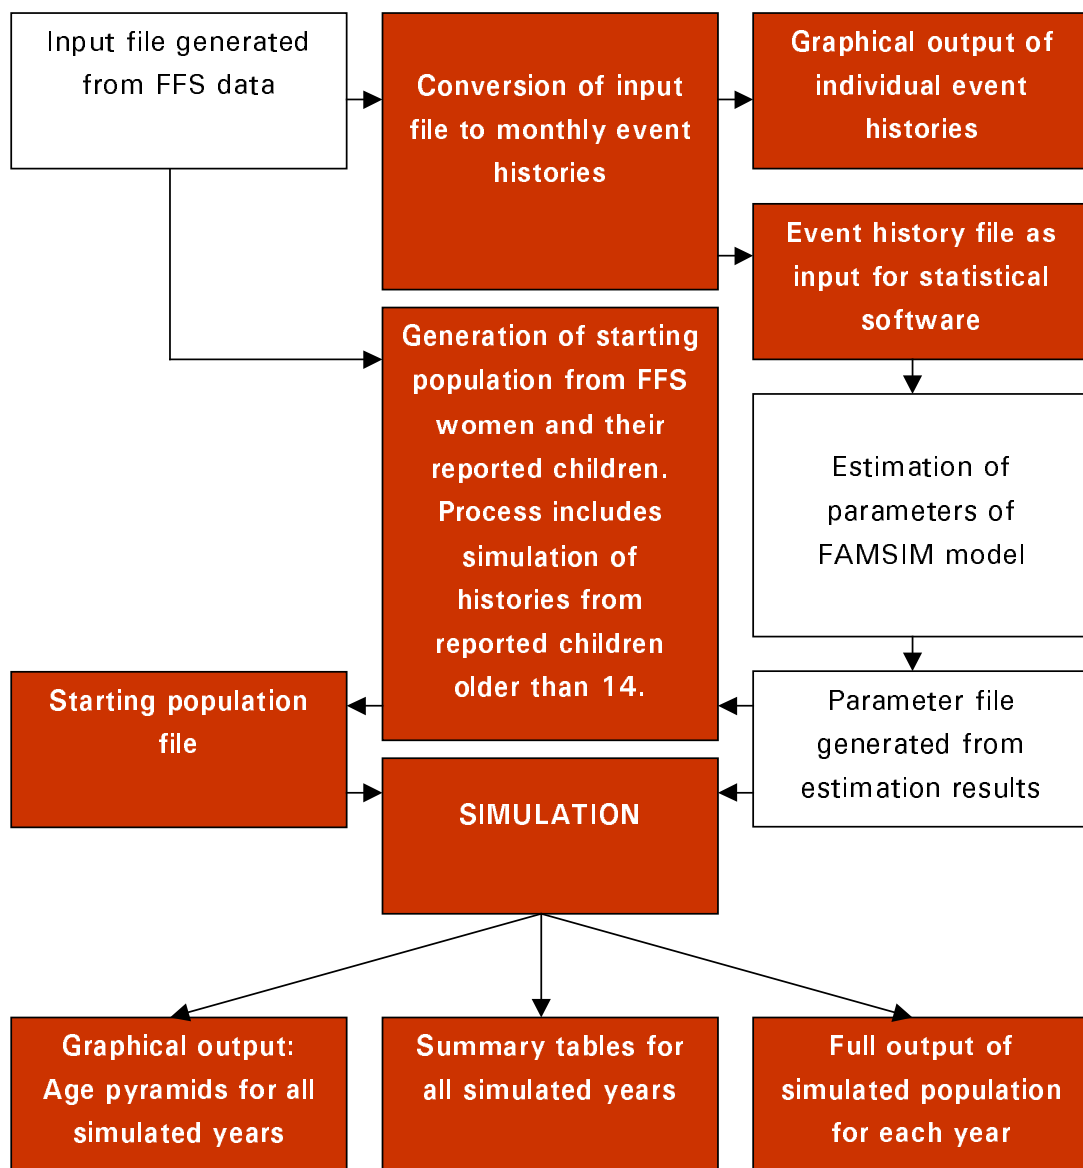 Input file generated
from FFS data
Conversion of input
file to monthly event
histories
Graphical output of
individual event
histories
Event history file as
input for statistical
software
Generation of starting
population from FFS
women and their
reported children.
Process includes
simulation of
histories from
reported children
older than 14.
Estimation of
parameters of
FAMSIM model
Starting population
file
Parameter file
generated from
estimation results
SIMULATION
Graphical output:
Age pyramids for all
simulated years
Summary tables for
all simulated years
Full output of
simulated population
for each year